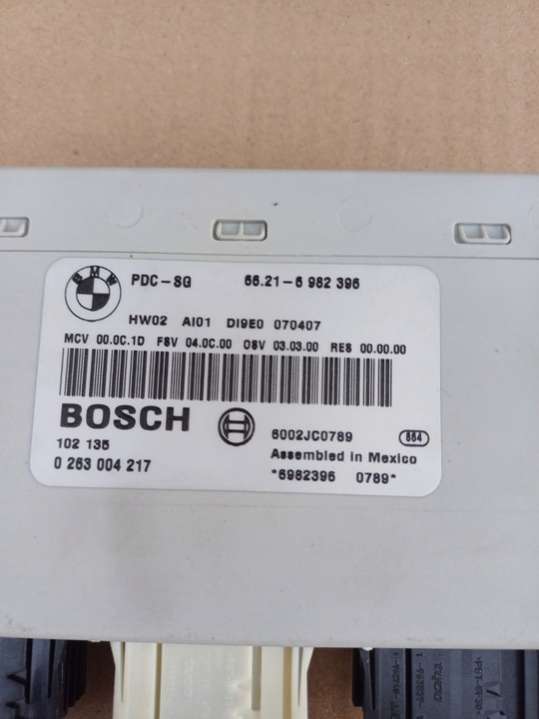 BMW
PDC-SG 66.21-6 982 396
HW02 AI01 DI9E0 070407
MCV 00.0C.1D FSV 04.0C.00 OSV 03.03.00 RES 00.00.00
BOSCH
102 135
0 263 004 217
6002JC0789 884
Assembled in Mexico
*6982396 0789*